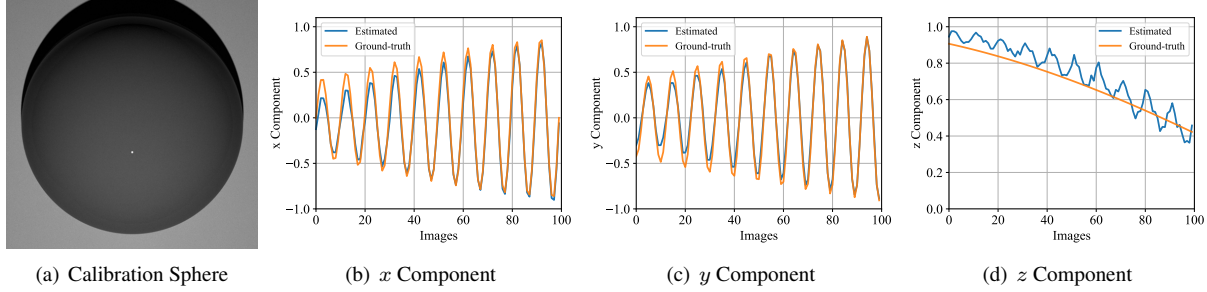 1.0
0.5
0.0
−0.5
−1.0
x Component
Estimated
Ground-truth
0 20 40 60 80 100
Images
1.0
0.5
0.0
−0.5
−1.0
y Component
Estimated
Ground-truth
0 20 40 60 80 100
Images
1.0
0.8
0.6
0.4
0.2
0.0
z Component
Estimated
Ground-truth
0 20 40 60 80 100
Images
(a) Calibration Sphere
(b) x Component
(c) y Component
(d) z Component